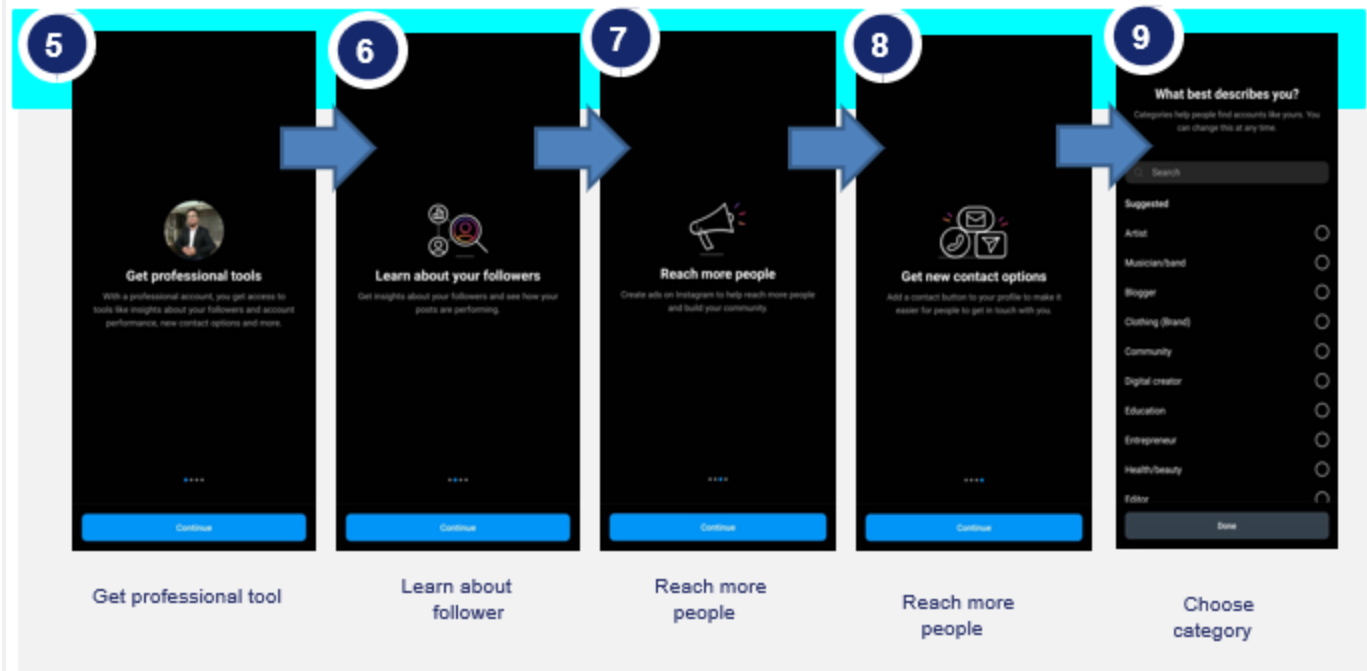 5
6
7
8
9
Get professional tools
With a professional account, you get access to
tools like insights about your followers and account
performance, new contact options and more.
Continue
Learn about your followers
Get insights about your followers and see how your
posts are performing.
Continue
Reach more people
Create ads on Instagram to help reach more people
and build your community.
Continue
Get new contact options
Add a contact button to your profile to make it
easier for people to get in touch with you.
Continue
What best describes you?
Categories help people find accounts like yours. You
can change this at any time.
Search
Suggested
Artist
Musician/band
Blogger
Clothing (Brand)
Community
Digital creator
Education
Entrepreneur
Health/beauty
Editor
Done
Get professional tool
Learn about
follower
Reach more
people
Reach more
people
Choose
category